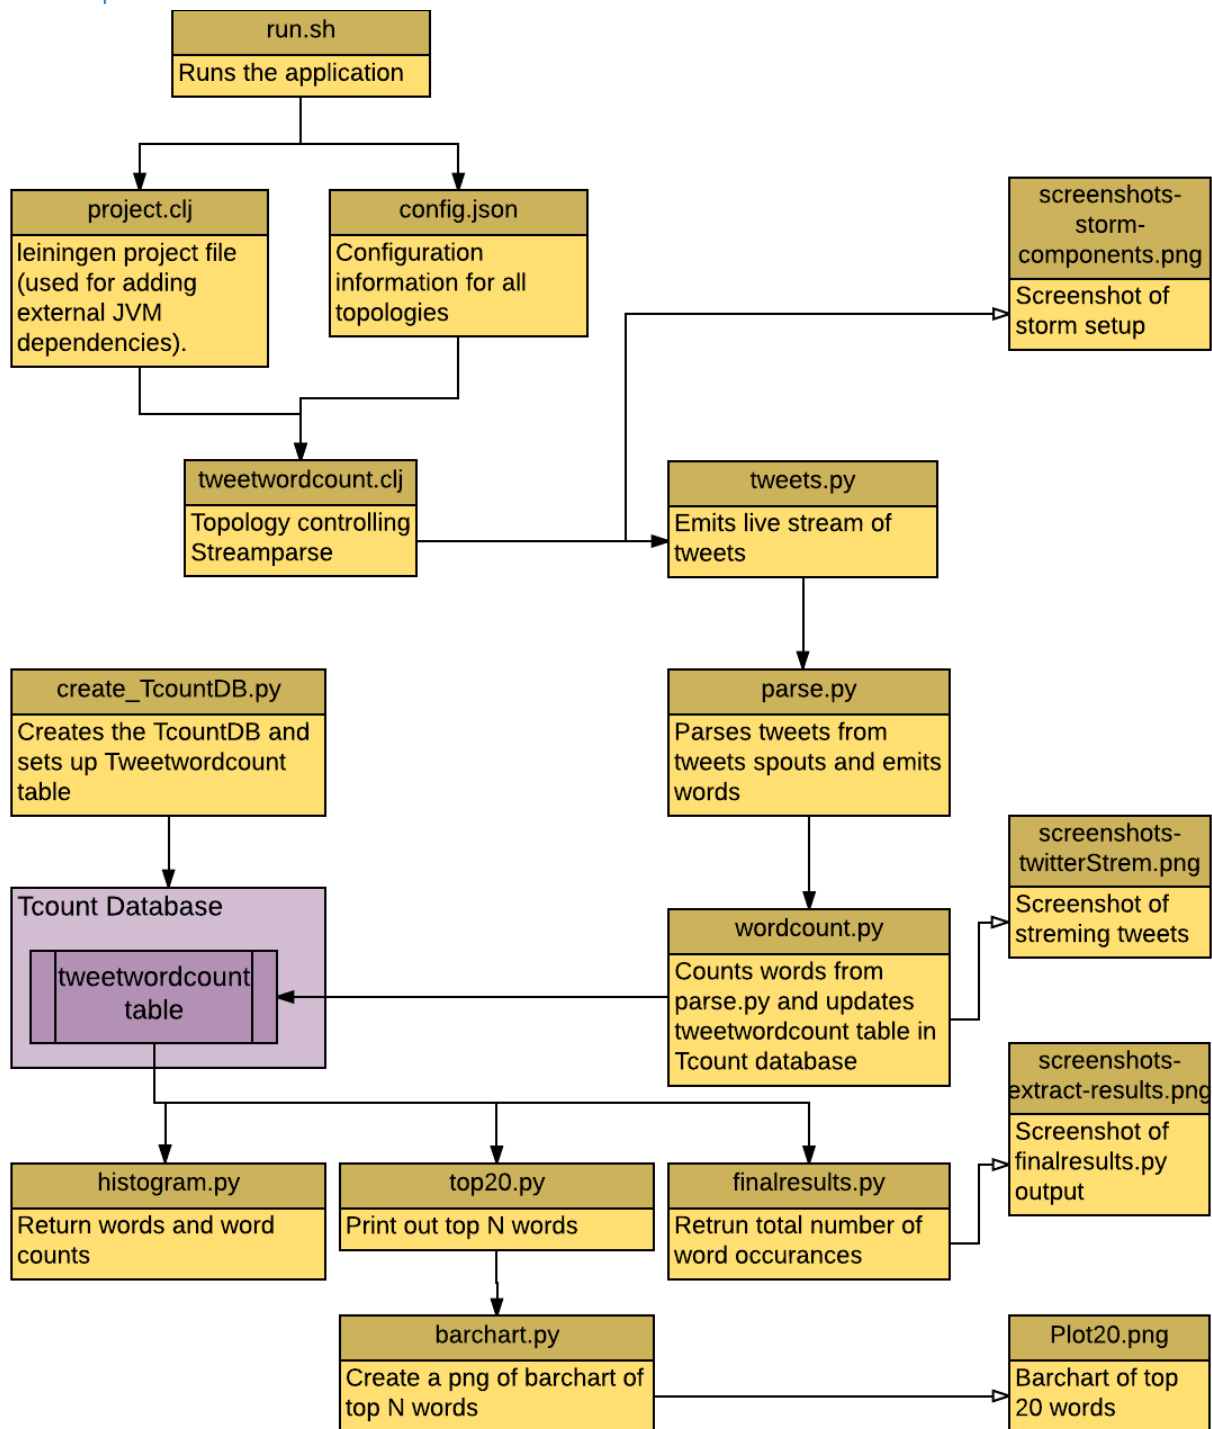 run.sh
Runs the application
project.clj
leiningen project file
(used for adding
external JVM
dependencies).
config.json
Configuration
information for all
topologies
screenshots-
storm-
components.png
Screenshot of
storm setup
tweetwordcount.clj
Topology controlling
Streamparse
tweets.py
Emits live stream of
tweets
create_TcountDB.py
Creates the TcountDB and
sets up Tweetwordcount
table
parse.py
Parses tweets from
tweets spouts and emits
words
screenshots-
twitterStrem.png
Screenshot of
streming tweets
Tcount Database
tweetwordcount
table
wordcount.py
Counts words from
parse.py and updates
tweetwordcount table in
Tcount database
screenshots-
extract-results.png
Screenshot of
finalresults.py
output
histogram.py
Return words and word
counts
top20.py
Print out top N words
finalresults.py
Retrun total number of
word occurances
barchart.py
Create a png of barchart of
top N words
Plot20.png
Barchart of top
20 words